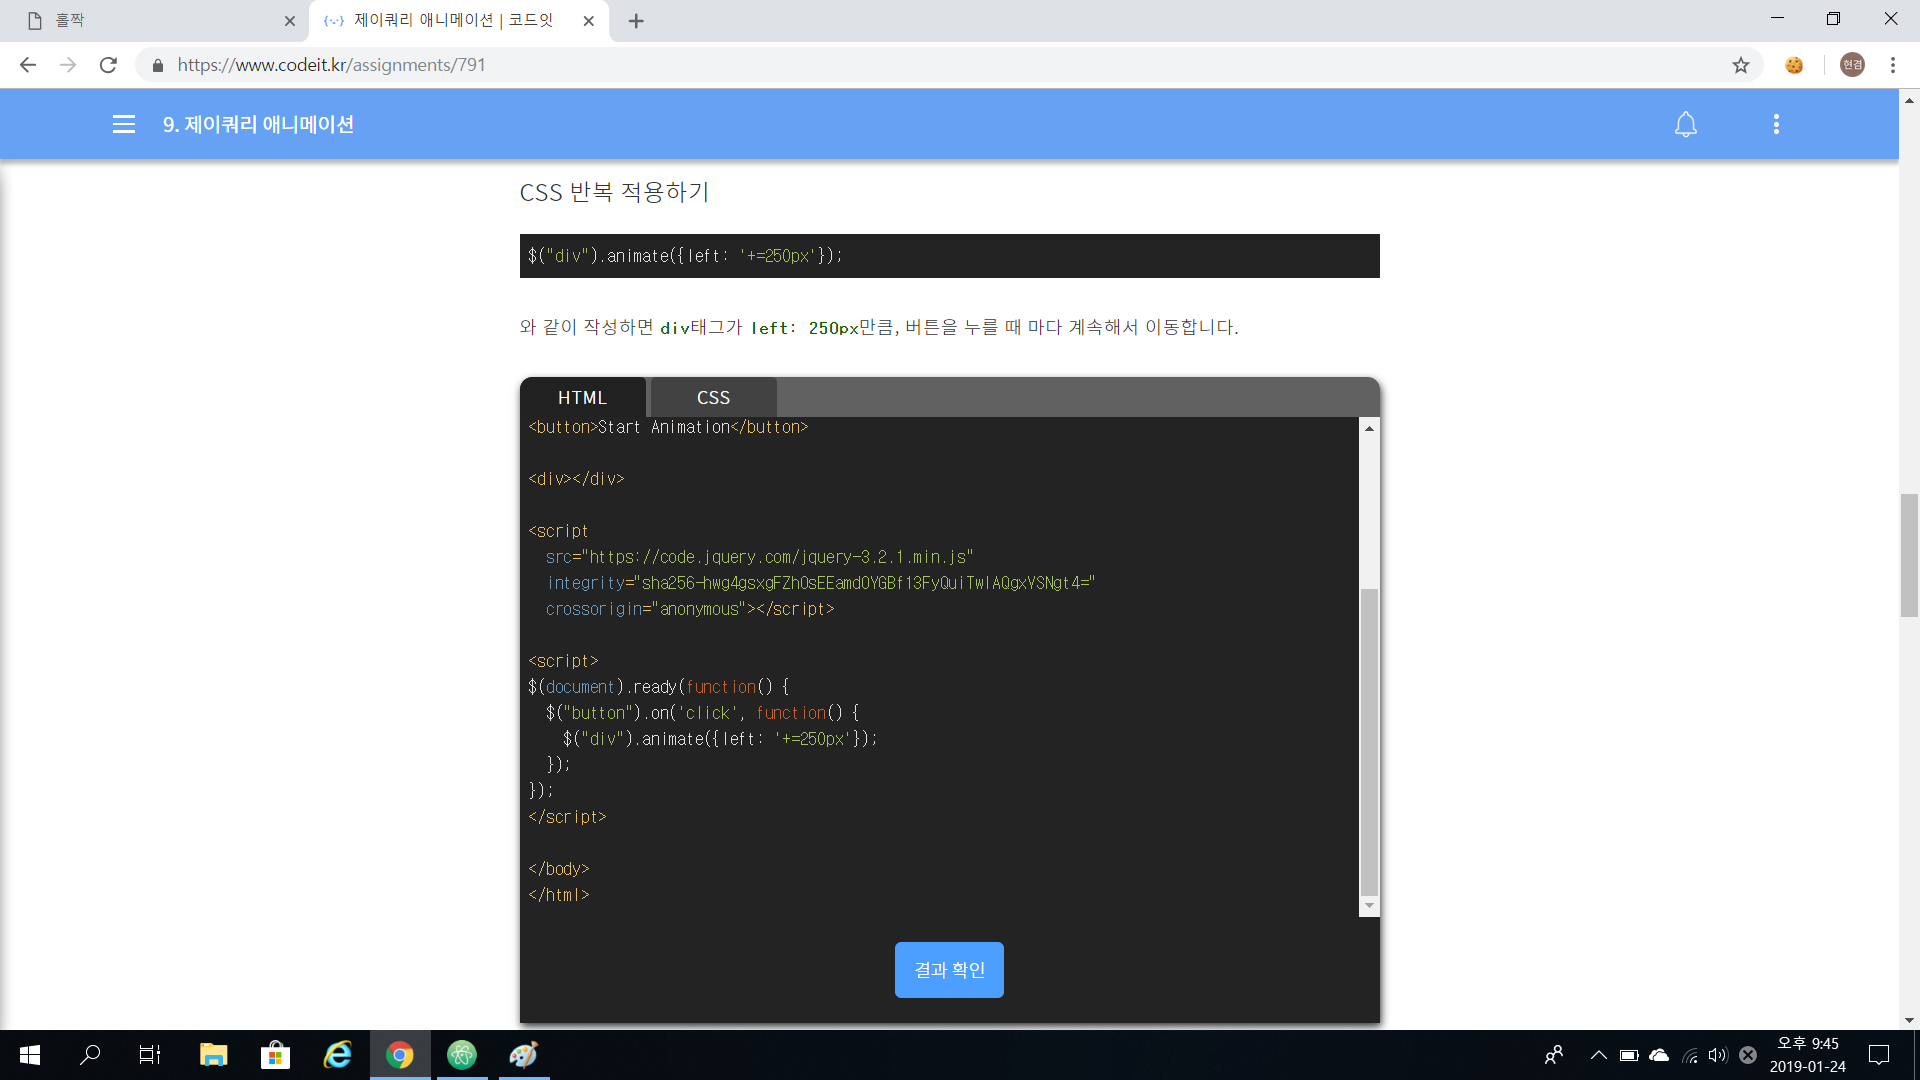 홀짝
제이쿼리 애니메이션 | 코드잇
https://www.codeit.kr/assignments/791
현겸
9. 제이쿼리 애니메이션
CSS 반복 적용하기
$("div").animate({left: '+=250px'});
와 같이 작성하면 div태그가 left: 250px만큼, 버튼을 누를 때 마다 계속해서 이동합니다.
HTML CSS
<button>Start Animation</button>
<div></div>
<script
src="https://code.jquery.com/jquery-3.2.1.min.js"
integrity="sha256-hwg4gsxgFZhOsEEamdOYGBf13FyQuiTwlAQgxVSNgt4="
crossorigin="anonymous"></script>
<script>
$(document).ready(function() {
$("button").on('click', function() {
$("div").animate({left: '+=250px'});
});
});
</script>
</body>
</html>
결과 확인
오후 9:45
2019-01-24